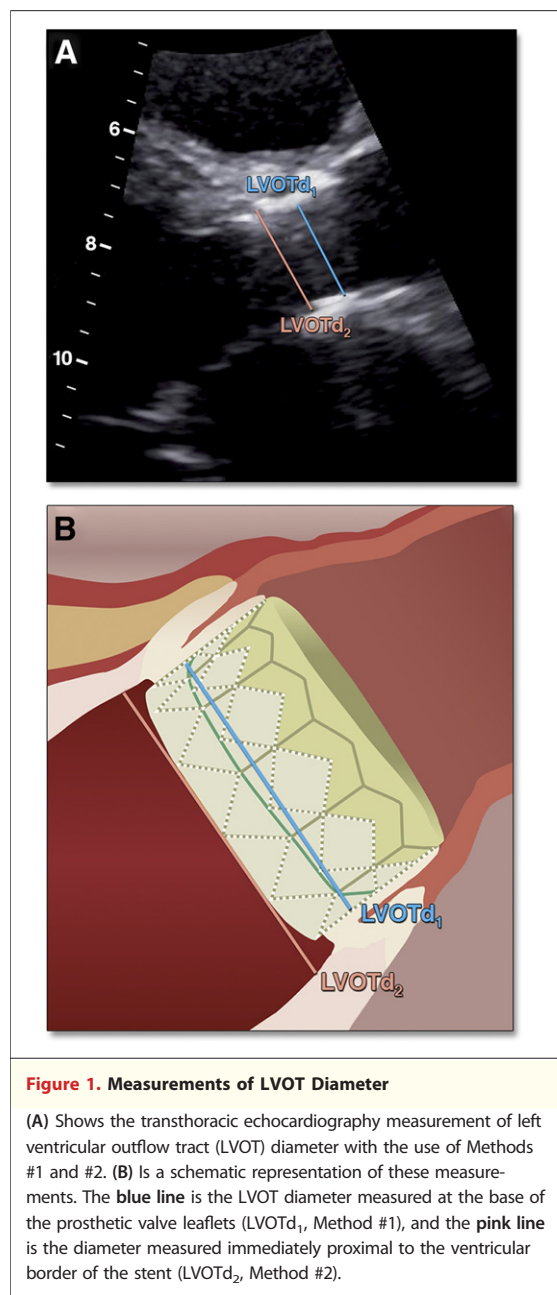 A
6
LVOTd₁
8
LVOTd₂
10
B
LVOTd₁
LVOTd₂
Figure 1. Measurements of LVOT Diameter
(A) Shows the transthoracic echocardiography measurement of left
ventricular outflow tract (LVOT) diameter with the use of Methods
#1 and #2. (B) Is a schematic representation of these measure-
ments. The blue line is the LVOT diameter measured at the base of
the prosthetic valve leaflets (LVOTd₁, Method #1), and the pink line
is the diameter measured immediately proximal to the ventricular
border of the stent (LVOTd₂, Method #2).